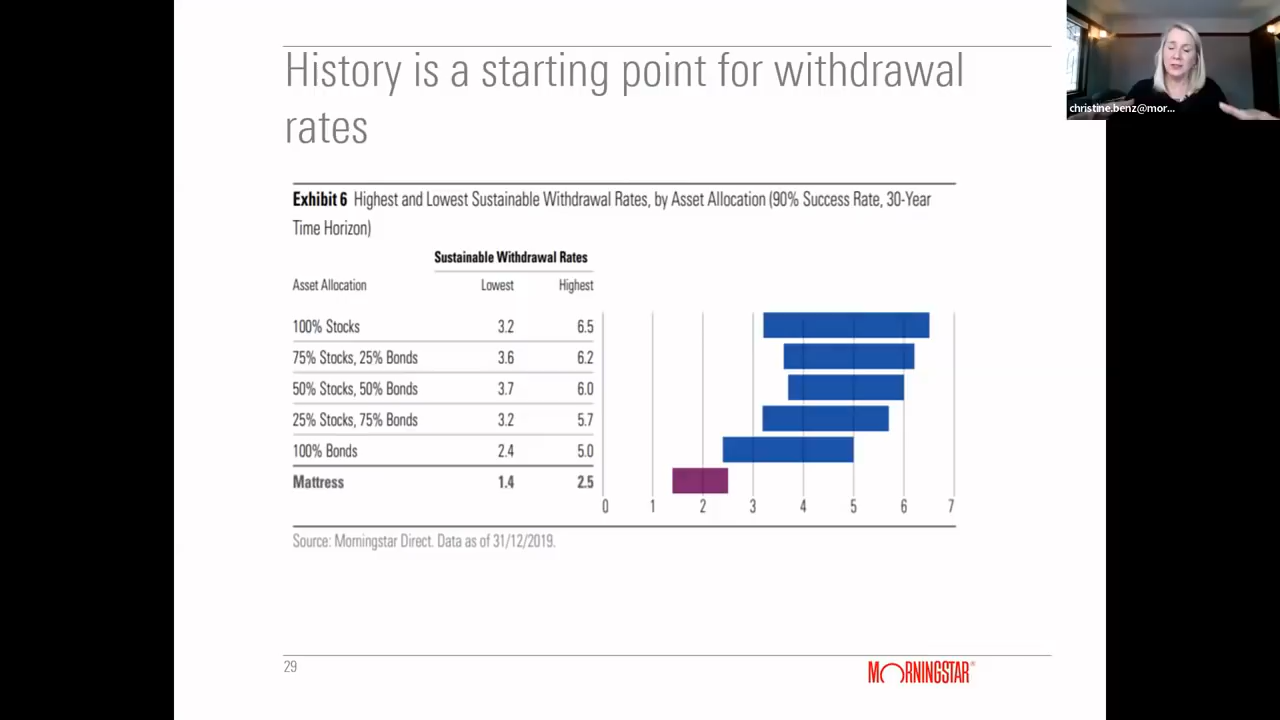 History is a starting point for withdrawal
rates
christine.benz@mor...
Exhibit 6 Highest and Lowest Sustainable Withdrawal Rates, by Asset Allocation (90% Success Rate, 30-Year
Time Horizon)
Sustainable Withdrawal Rates
Asset Allocation Lowest Highest
100% Stocks 3.2 6.5
75% Stocks, 25% Bonds 3.6 6.2
50% Stocks, 50% Bonds 3.7 6.0
25% Stocks, 75% Bonds 3.2 5.7
100% Bonds 2.4 5.0
Mattress 1.4 2.5
0 1 2 3 4 5 6 7
Source: Morningstar Direct. Data as of 31/12/2019.
29
MORNINGSTAR®